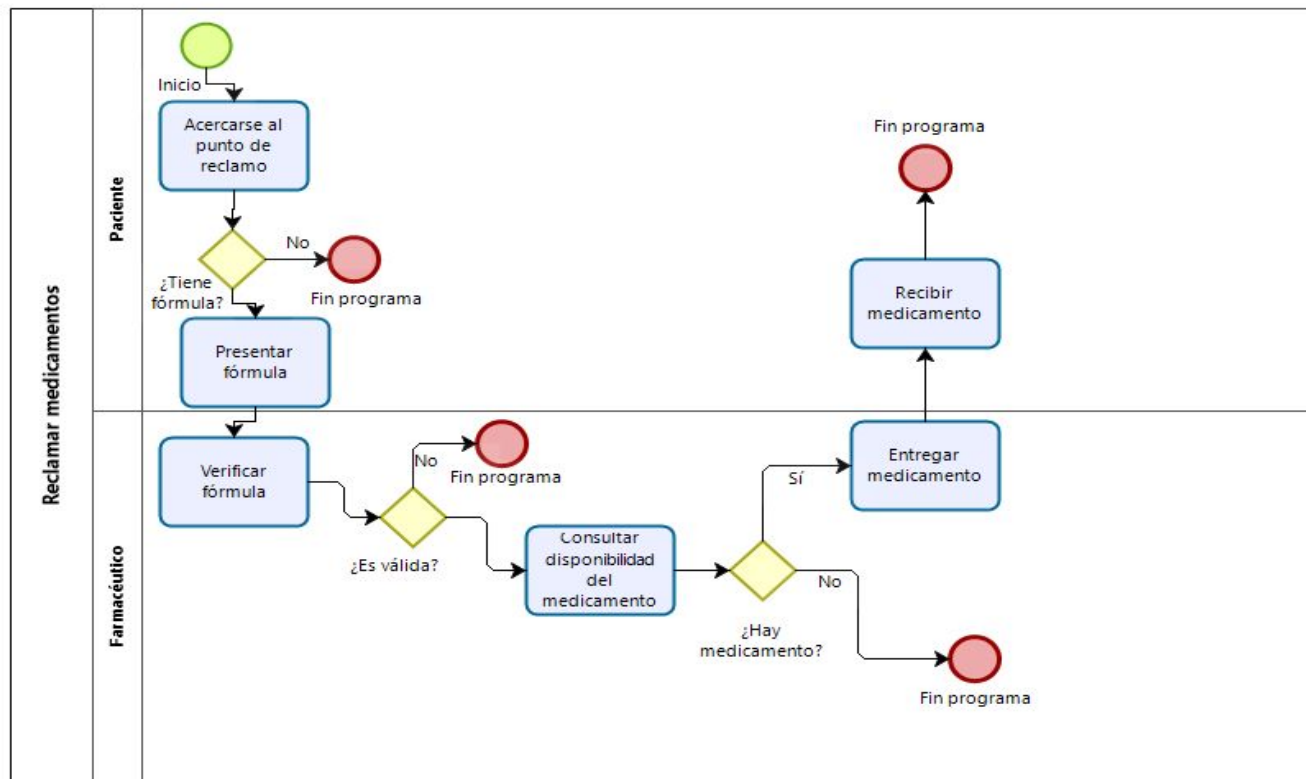 Reclamar medicamentos
Paciente
Inicio
Acercarse al
punto de
reclamo
No
¿Tiene
fórmula?
Fin programa
Presentar
fórmula
Fin programa
Recibir
medicamento
Farmacéutico
Verificar
fórmula
No
Fin programa
¿Es válida?
Consultar
disponibilidad
del
medicamento
Sí
Entregar
medicamento
No
¿Hay
medicamento?
Fin programa